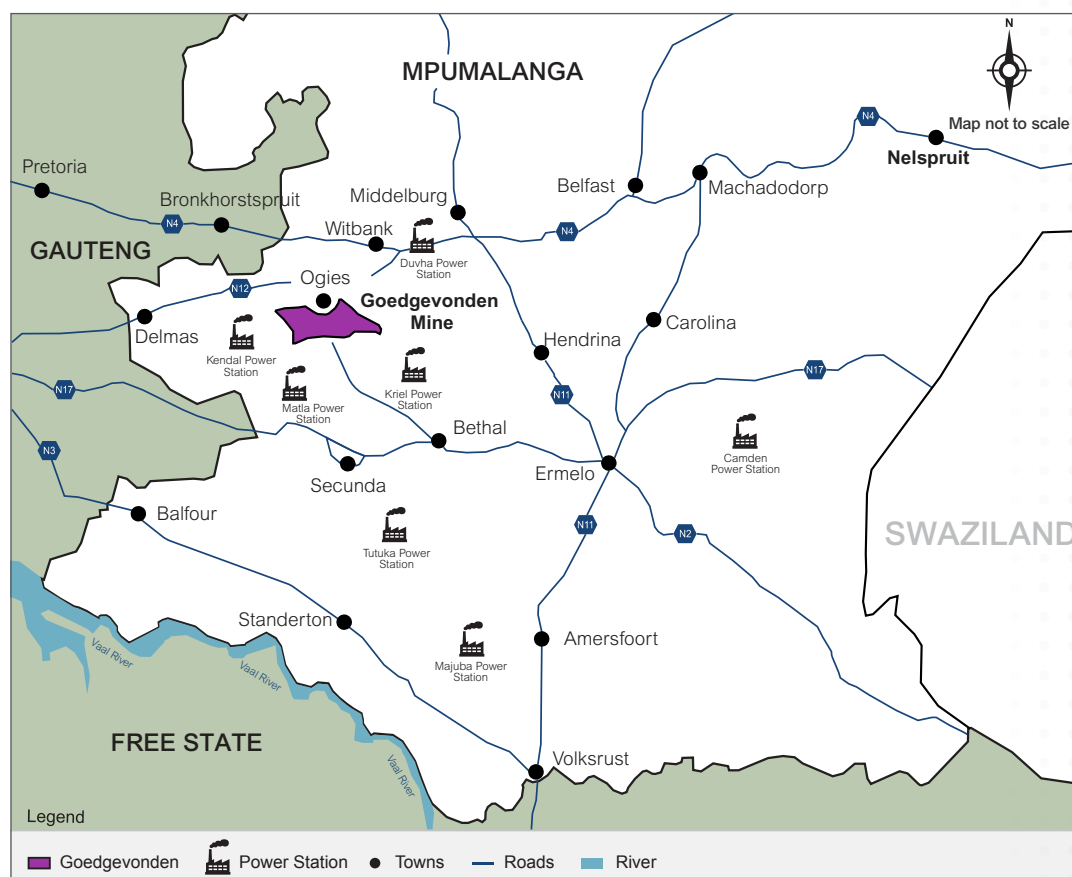 N
MPUMALANGA
Map not to scale
N4
Nelspruit
Pretoria
Bronkhorstspruit
Middelburg
Belfast
Machadodorp
N4
Witbank
N4
GAUTENG
Duvha Power
Station
Ogies
N12
Goedgevonden
Mine
Delmas
Carolina
Hendrina
Kendal Power
Station
N17
N17
Matla Power
Station
Kriel Power
Station
N11
Bethal
N3
Camden
Power Station
Ermelo
Secunda
Balfour
N11
N2
SWAZILAND
Tutuka Power
Station
Standerton
Amersfoort
Majuba Power
Station
Vaal River
Vaal River
Vaal River
FREE STATE
Volksrust
Legend
Goedgevonden Power Station Towns Roads River